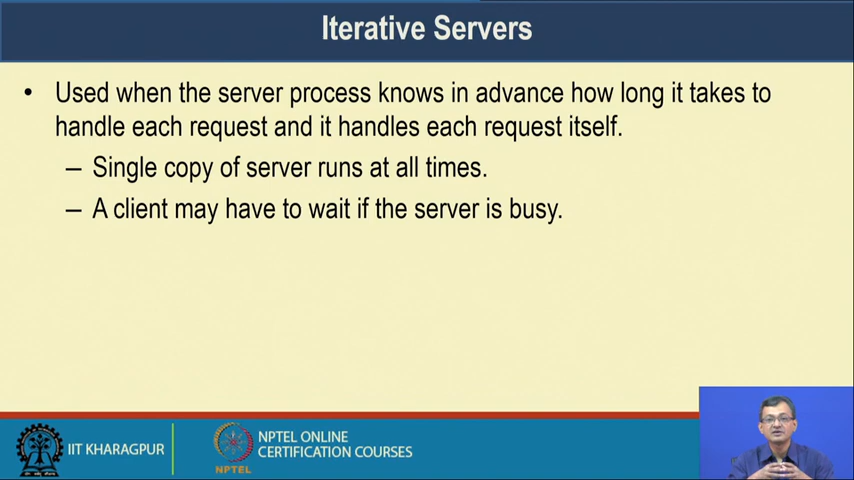 Iterative Servers
• Used when the server process knows in advance how long it takes to
handle each request and it handles each request itself.
– Single copy of server runs at all times.
– A client may have to wait if the server is busy.
IIT KHARAGPUR
NPTEL
NPTEL ONLINE
CERTIFICATION COURSES